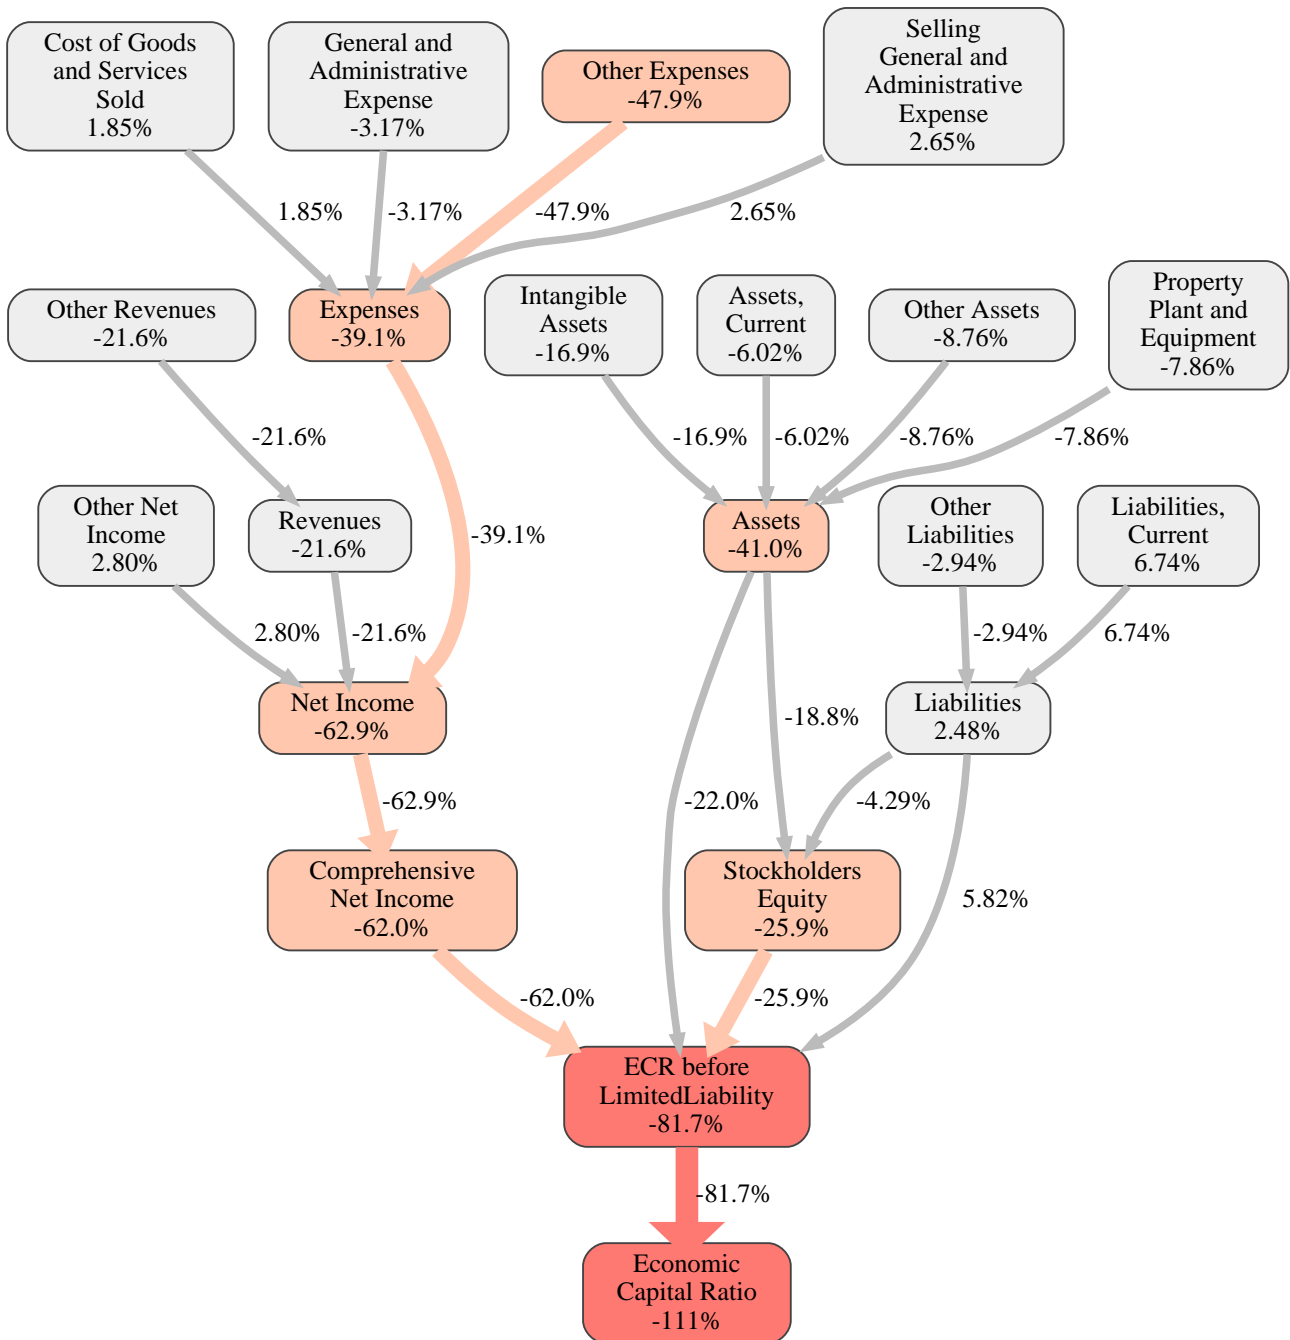 Cost of Goods
and Services
Sold
1.85%
General and
Administrative
Expense
-3.17%
Other Expenses
-47.9%
Selling
General and
Administrative
Expense
2.65%
1.85%
-3.17%
-47.9%
2.65%
Other Revenues
-21.6%
Expenses
-39.1%
Intangible
Assets
-16.9%
Assets,
Current
-6.02%
Other Assets
-8.76%
Property
Plant and
Equipment
-7.86%
-21.6%
-16.9%
-6.02%
-8.76%
-7.86%
Other Net
Income
2.80%
Revenues
-21.6%
-39.1%
Assets
-41.0%
Other
Liabilities
-2.94%
Liabilities,
Current
6.74%
2.80%
-21.6%
-2.94%
6.74%
Net Income
-62.9%
-18.8%
Liabilities
2.48%
-62.9%
-22.0%
-4.29%
Comprehensive
Net Income
-62.0%
Stockholders
Equity
-25.9%
5.82%
-62.0%
-25.9%
ECR before
LimitedLiability
-81.7%
-81.7%
Economic
Capital Ratio
-111%